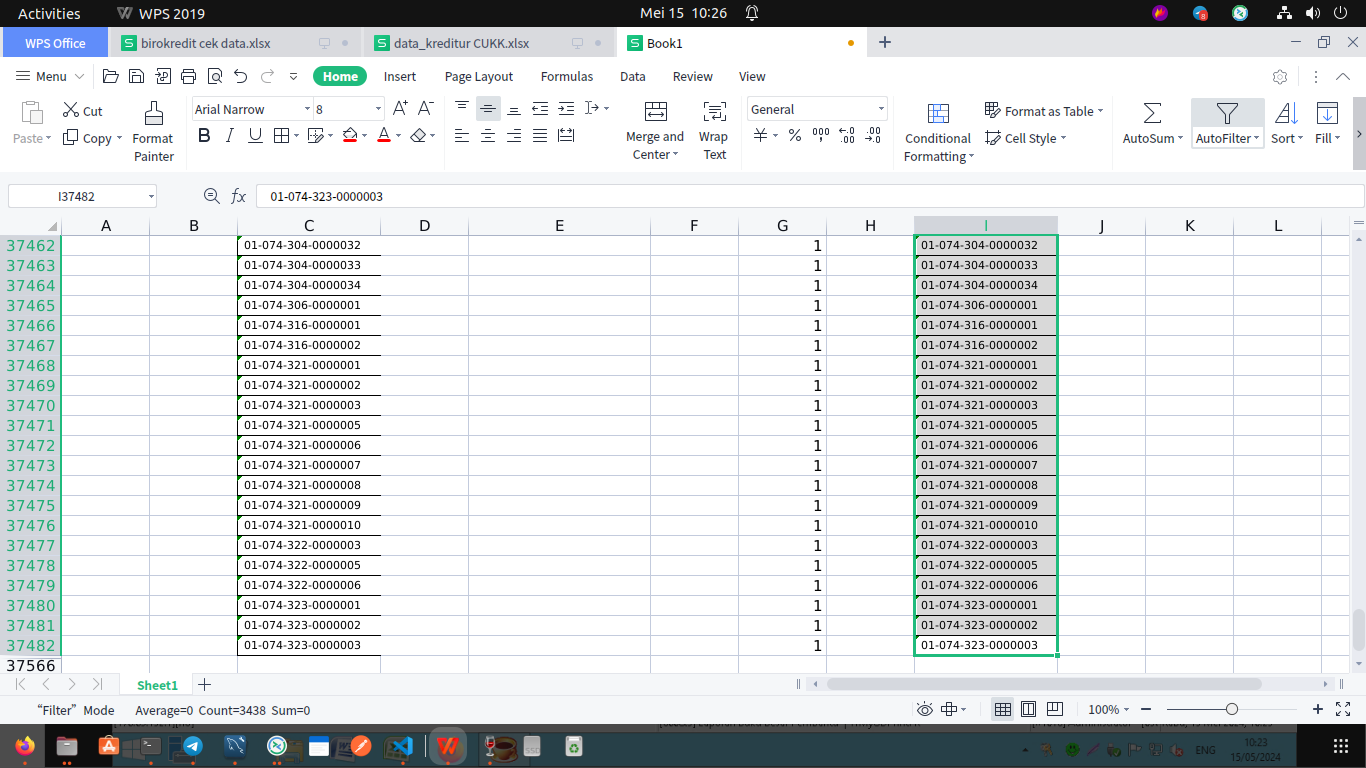 Activities WPS 2019 Mei 15 10:26 8
WPS Office birokredit cek data.xlsx data_kreditur CUKK.xlsx Book1
Menu Home Insert Page Layout Formulas Data Review View
Paste Cut Copy Format Painter Arial Narrow 8 B I U A A A Merge and Center Wrap Text General Conditional Formatting Format as Table Cell Style AutoSum AutoFilter Sort Fill
I37482 fx 01-074-323-0000003
A B C D E F G H I J K L
37462 01-074-304-0000032 1 01-074-304-0000032
37463 01-074-304-0000033 1 01-074-304-0000033
37464 01-074-304-0000034 1 01-074-304-0000034
37465 01-074-306-0000001 1 01-074-306-0000001
37466 01-074-316-0000001 1 01-074-316-0000001
37467 01-074-316-0000002 1 01-074-316-0000002
37468 01-074-321-0000001 1 01-074-321-0000001
37469 01-074-321-0000002 1 01-074-321-0000002
37470 01-074-321-0000003 1 01-074-321-0000003
37471 01-074-321-0000005 1 01-074-321-0000005
37472 01-074-321-0000006 1 01-074-321-0000006
37473 01-074-321-0000007 1 01-074-321-0000007
37474 01-074-321-0000008 1 01-074-321-0000008
37475 01-074-321-0000009 1 01-074-321-0000009
37476 01-074-321-0000010 1 01-074-321-0000010
37477 01-074-322-0000003 1 01-074-322-0000003
37478 01-074-322-0000005 1 01-074-322-0000005
37479 01-074-322-0000006 1 01-074-322-0000006
37480 01-074-323-0000001 1 01-074-323-0000001
37481 01-074-323-0000002 1 01-074-323-0000002
37482 01-074-323-0000003 1 01-074-323-0000003
37566
Sheet1
“Filter” Mode Average=0 Count=3438 Sum=0 100%
ENG 10:23
15/05/2024